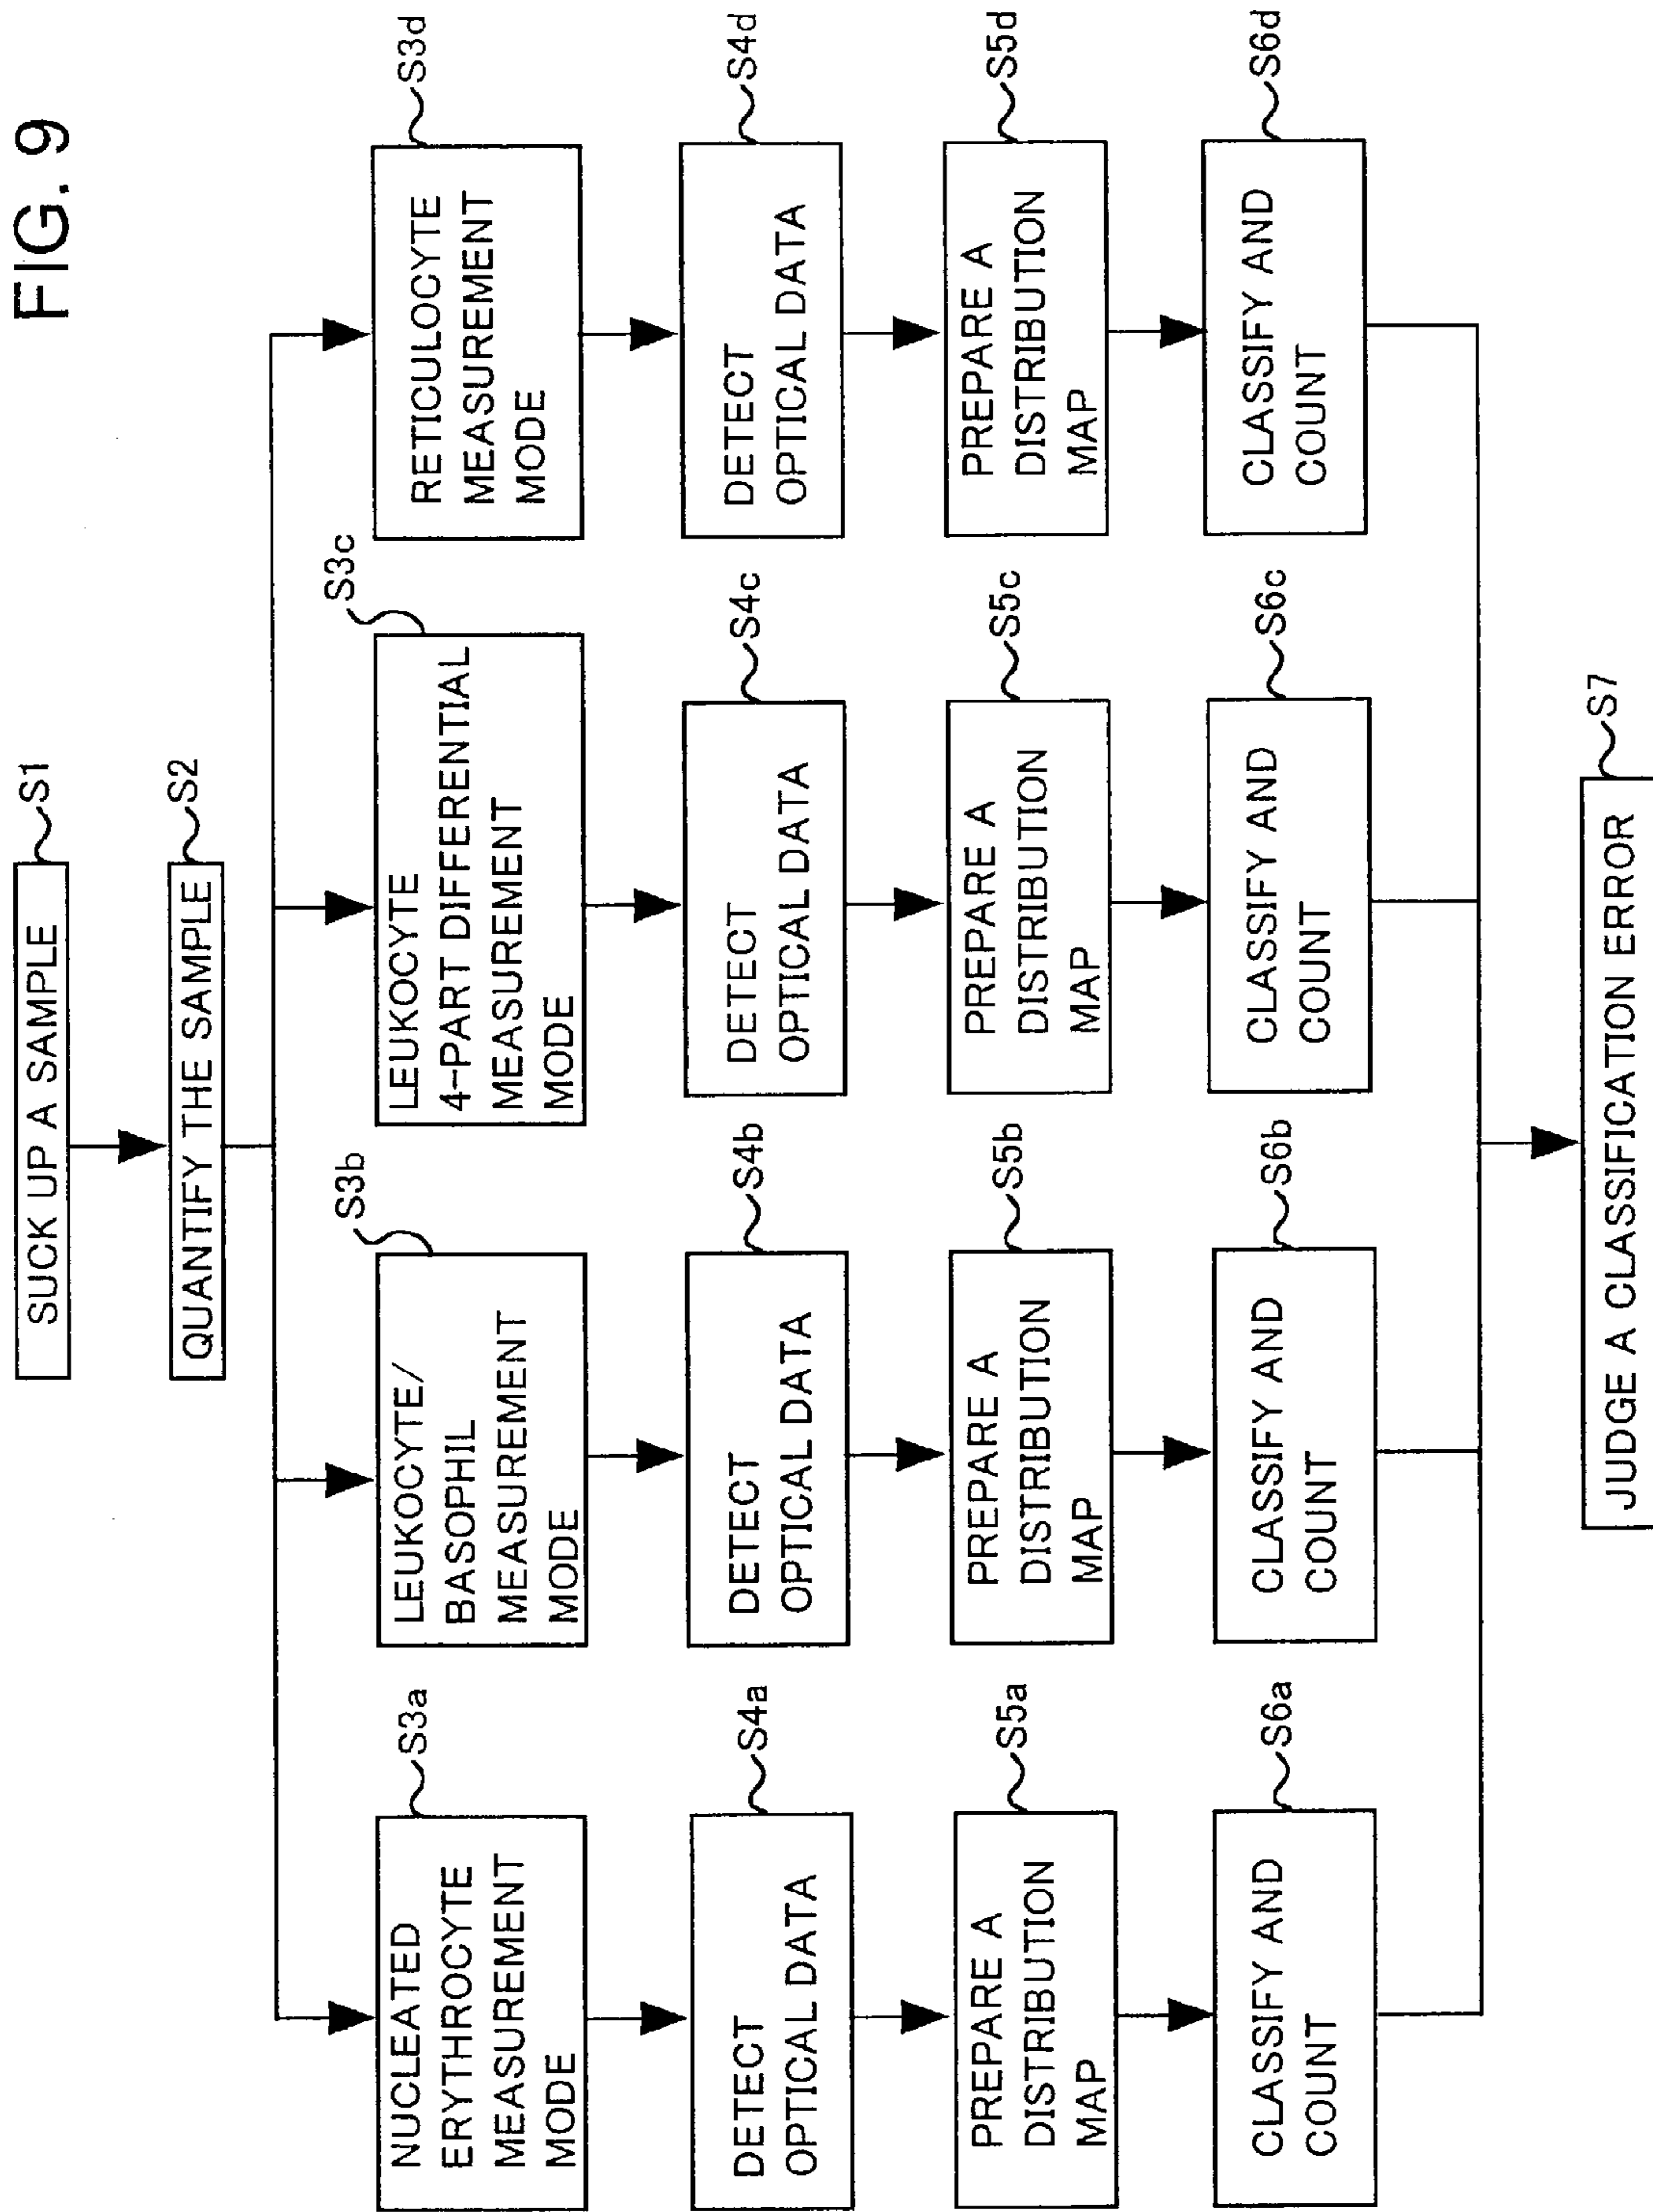 FIG. 9
SUCK UP A SAMPLE
S1
QUANTIFY THE SAMPLE
S2
NUCLEATED
ERYTHROCYTE
MEASUREMENT
MODE
S3a
LEUKOCYTE/
BASOPHIL
MEASUREMENT
MODE
S3b
LEUKOCYTE
4-PART DIFFERENTIAL
MEASUREMENT
MODE
S3c
RETICULOCYTE
MEASUREMENT
MODE
S3d
DETECT
OPTICAL DATA
S4a
DETECT
OPTICAL DATA
S4b
DETECT
OPTICAL DATA
S4c
DETECT
OPTICAL DATA
S4d
PREPARE A
DISTRIBUTION
MAP
S5a
PREPARE A
DISTRIBUTION
MAP
S5b
PREPARE A
DISTRIBUTION
MAP
S5c
PREPARE A
DISTRIBUTION
MAP
S5d
CLASSIFY AND
COUNT
S6a
CLASSIFY AND
COUNT
S6b
CLASSIFY AND
COUNT
S6c
CLASSIFY AND
COUNT
S6d
JUDGE A CLASSIFICATION ERROR
S7